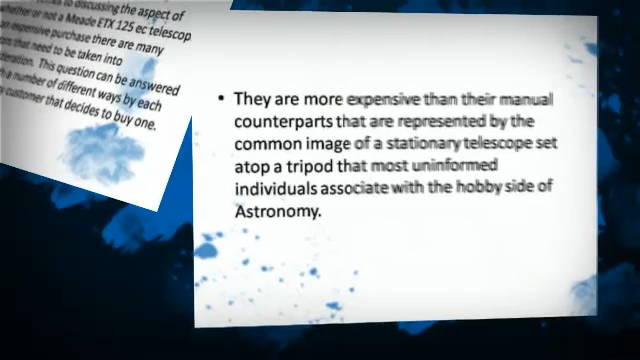 to discussing the aspect of
whether or not a Meade ETX 125 ec telescop
an expensive purchase there are many
that need to be taken into
This question can be answered
a number of different ways by each
customer that decides to buy one.
• They are more expensive than their manual
counterparts that are represented by the
common image of a stationary telescope set
atop a tripod that most uninformed
individuals associate with the hobby side of
Astronomy.